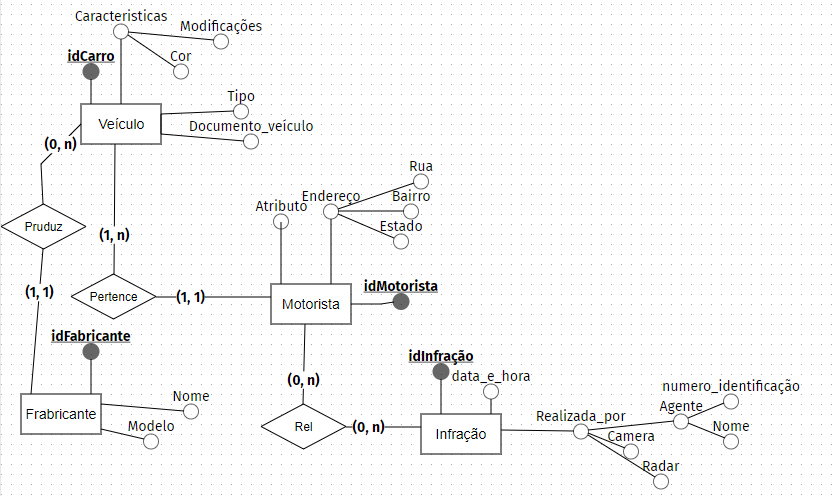 Caracteristicas
Modificações
Cor
idCarro
Tipo
Veículo
Documento_veículo
(0, n)
Rua
Endereço
Bairro
Atributo
Estado
Pruduz
(1, n)
(1, 1)
Pertence
(1, 1)
Motorista
idMotorista
idFabricante
idInfração
data_e_hora
(0, n)
numero_identificação
Nome
Frabricante
Modelo
Rel
(0, n)
Infração
Realizada_por
Agente
Nome
Camera
Radar